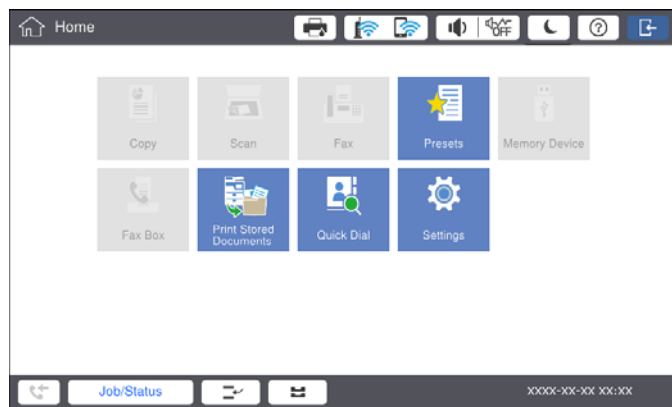 Home
OFF
Copy
Scan
Fax
Presets
Memory Device
Fax Box
Print Stored
Documents
Quick Dial
Settings
Job/Status
XXXX-XX-XX XX:XX